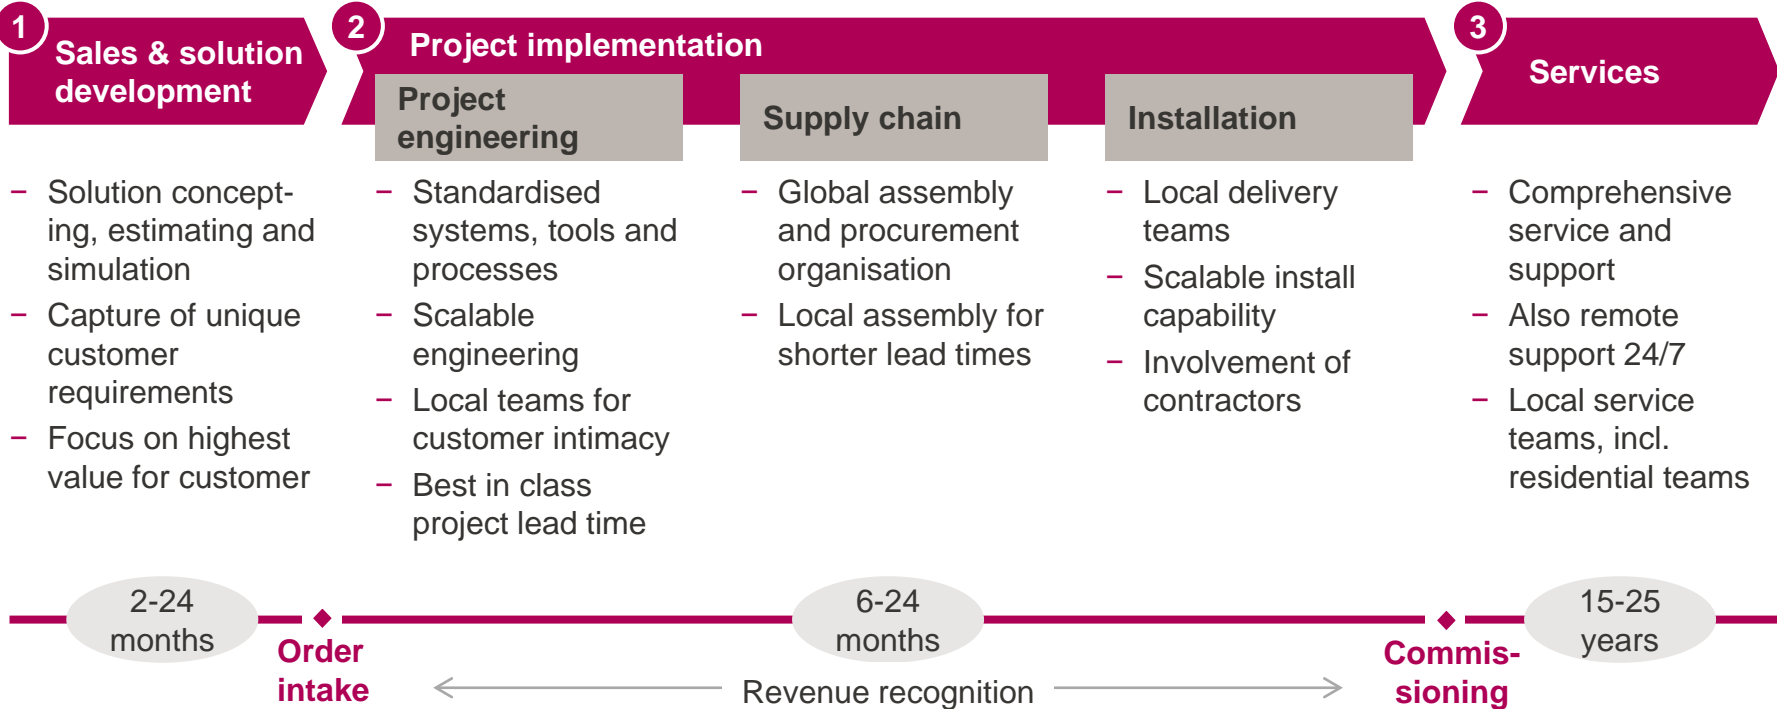 1
Sales & solution
development
2
Project implementation
3
Services
Project
engineering
Supply chain
Installation
– Solution concept-
ing, estimating and
simulation
– Capture of unique
customer
requirements
– Focus on highest
value for customer
– Standardised
systems, tools and
processes
– Scalable
engineering
– Local teams for
customer intimacy
– Best in class
project lead time
– Global assembly
and procurement
organisation
– Local assembly for
shorter lead times
– Local delivery
teams
– Scalable install
capability
– Involvement of
contractors
– Comprehensive
service and
support
– Also remote
support 24/7
– Local service
teams, incl.
residential teams
2-24
months
Order
intake
6-24
months
Revenue recognition
Commis-
sioning
15-25
years